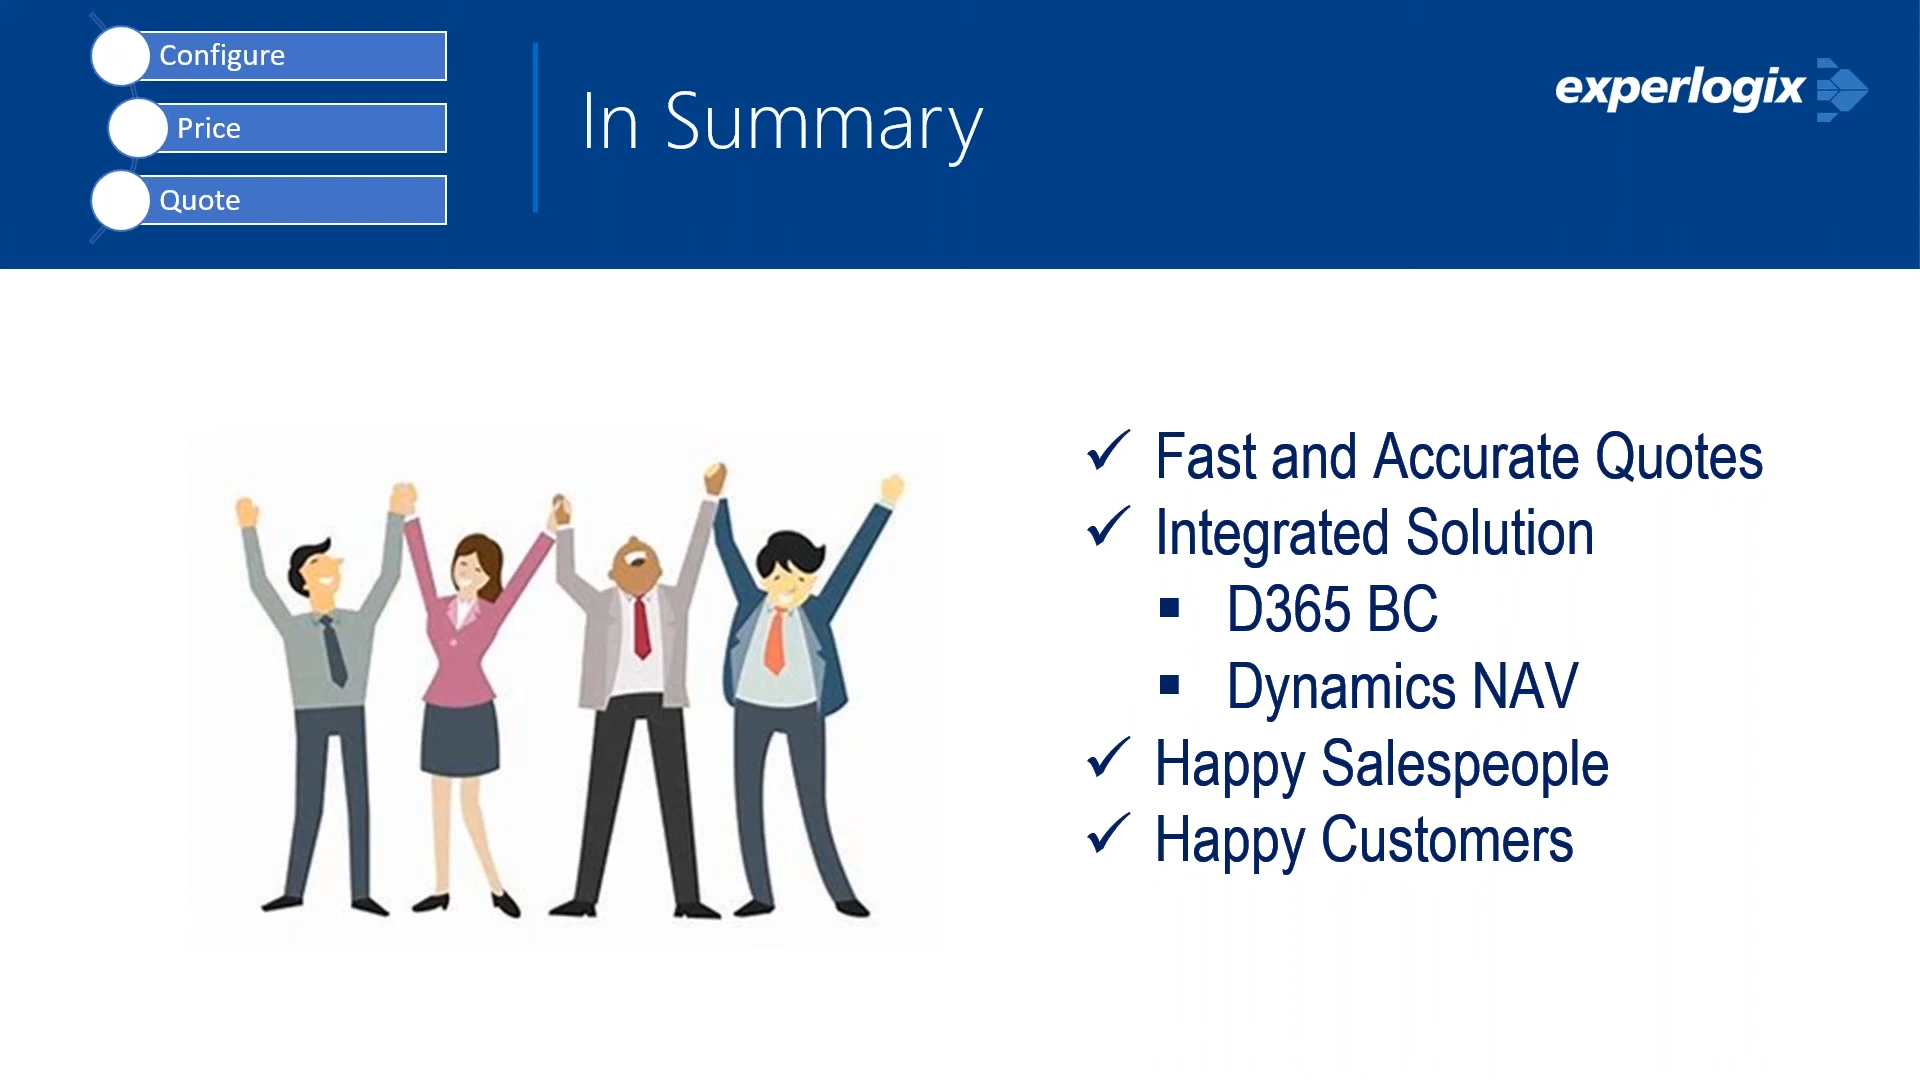 Configure
Price
Quote
In Summary
experlogix
Fast and Accurate Quotes
Integrated Solution
D365 BC
Dynamics NAV
Happy Salespeople
Happy Customers